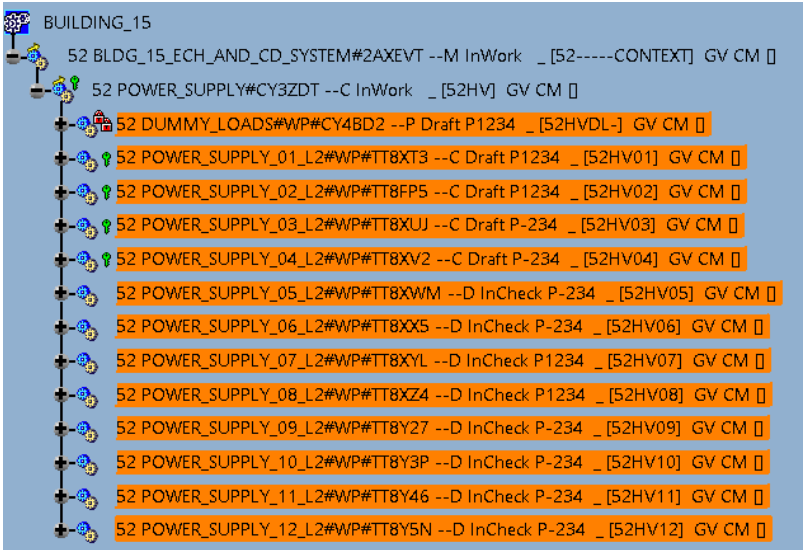 BUILDING_15
52 BLDG_15_ECH_AND_CD_SYSTEM#2AXEVT --M InWork _ [52-----CONTEXT] GV CM []
52 POWER_SUPPLY#CY3ZDT --C InWork _ [52HV] GV CM []
52 DUMMY_LOADS#WP#CY4BD2 --P Draft P1234 _ [52HVDL-] GV CM []
52 POWER_SUPPLY_01_L2#WP#TT8XT3 --C Draft P1234 _ [52HV01] GV CM []
52 POWER_SUPPLY_02_L2#WP#TT8FP5 --C Draft P1234 _ [52HV02] GV CM []
52 POWER_SUPPLY_03_L2#WP#TT8XUJ --C Draft P-234 _ [52HV03] GV CM []
52 POWER_SUPPLY_04_L2#WP#TT8XV2 --C Draft P-234 _ [52HV04] GV CM []
52 POWER_SUPPLY_05_L2#WP#TT8XWM --D InCheck P-234 _ [52HV05] GV CM []
52 POWER_SUPPLY_06_L2#WP#TT8XX5 --D InCheck P-234 _ [52HV06] GV CM []
52 POWER_SUPPLY_07_L2#WP#TT8XYL --D InCheck P1234 _ [52HV07] GV CM []
52 POWER_SUPPLY_08_L2#WP#TT8XZ4 --D InCheck P1234 _ [52HV08] GV CM []
52 POWER_SUPPLY_09_L2#WP#TT8Y27 --D InCheck P-234 _ [52HV09] GV CM []
52 POWER_SUPPLY_10_L2#WP#TT8Y3P --D InCheck P-234 _ [52HV10] GV CM []
52 POWER_SUPPLY_11_L2#WP#TT8Y46 --D InCheck P-234 _ [52HV11] GV CM []
52 POWER_SUPPLY_12_L2#WP#TT8Y5N --D InCheck P-234 _ [52HV12] GV CM []